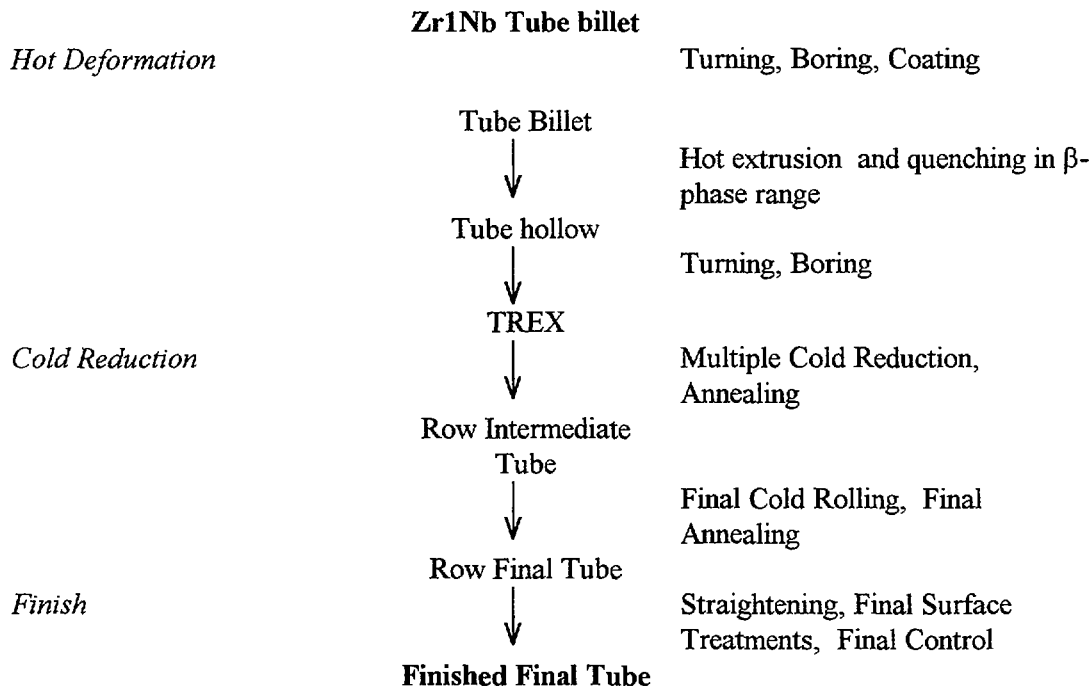 Zr1Nb Tube billet
Hot Deformation
Turning, Boring, Coating
Tube Billet
Hot extrusion and quenching in β-
phase range
Tube hollow
Turning, Boring
TREX
Cold Reduction
Multiple Cold Reduction,
Annealing
Row Intermediate
Tube
Final Cold Rolling, Final
Annealing
Row Final Tube
Finish
Straightening, Final Surface
Treatments, Final Control
Finished Final Tube